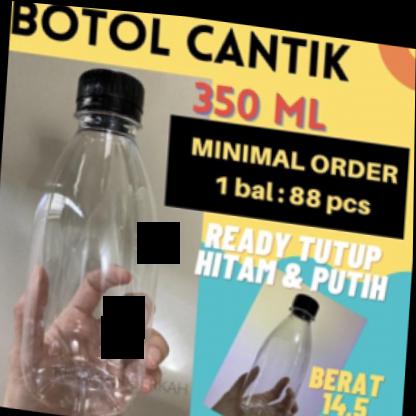 BOTOL CANTIK
350 ML
MINIMAL ORDER
1 bal : 88 pcs
READY TUTUP
HITAM & PUTIH
BERAT
14.5